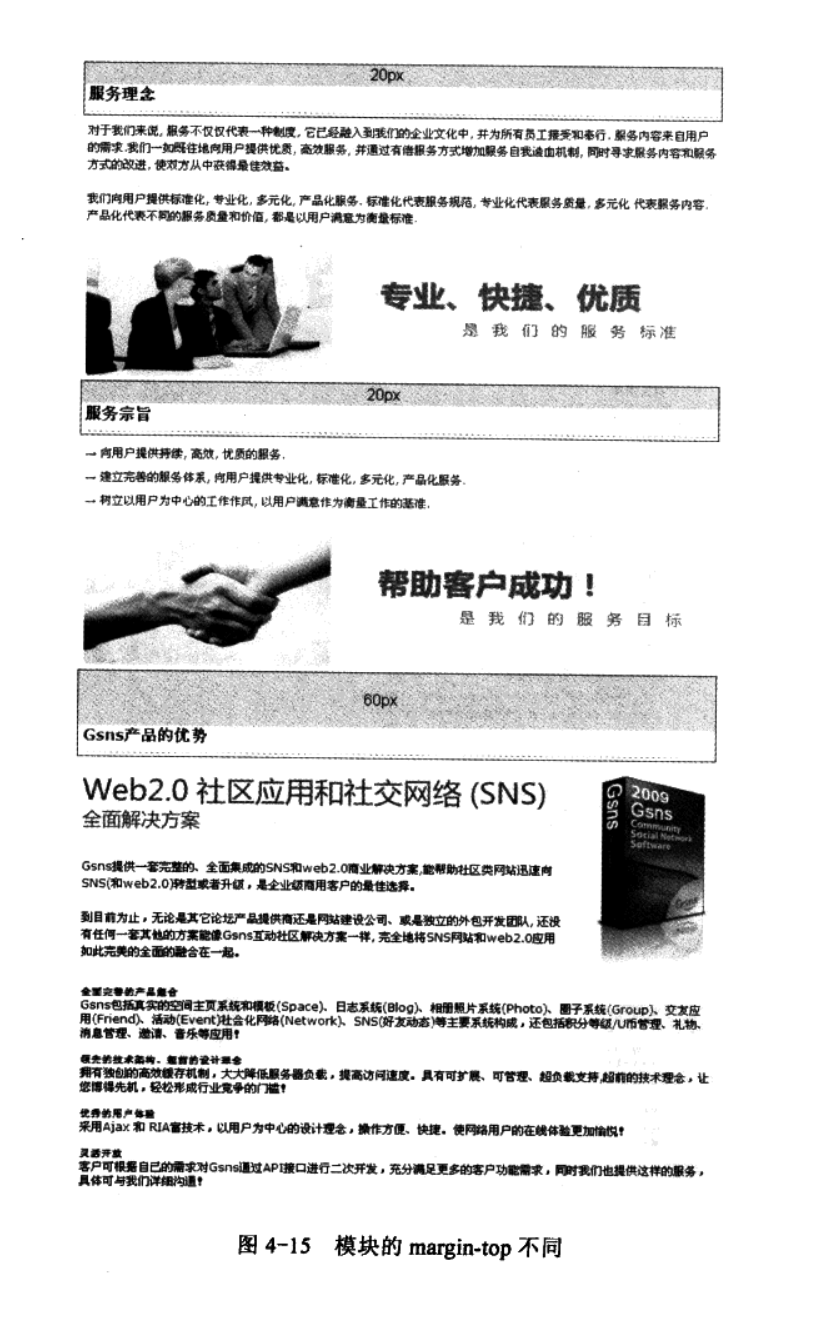 20px
服务理念
对于我们来说, 服务不仅仅代表一种制度, 它已经融入到我们的企业文化中, 并为所有员工接受和奉行. 服务内容来自用户
的需求.我们一如既往地向用户提供优质, 高效服务, 并通过有偿服务方式增加服务自我造血机制, 同时寻求服务内容和服务
方式的改进, 使双方从中获得最佳效益。
我们向用户提供标准化, 专业化, 多元化, 产品化服务. 标准化代表服务规范, 专业化代表服务质量, 多元化 代表服务内容.
产品化代表不同的服务质量和价值, 都是以用户满意为衡量标准.
专业、快捷、优质
是我们的服务标准
20px
服务宗旨
→ 向用户提供持续, 高效, 优质的服务.
→ 建立完善的服务体系, 向用户提供专业化, 标准化, 多元化, 产品化服务.
→ 树立以用户为中心的工作作风, 以用户满意作为衡量工作的基准.
帮助客户成功！
是我们的服务目标
60px
Gsns产品的优势
Web2.0 社区应用和社交网络 (SNS)
全面解决方案
Gsns
2009
Gsns
Community
Social Network
Software
Gsns提供一套完整的、全面集成的SNS和web2.0商业解决方案,能帮助社区类网站迅速向
SNS(和web2.0)转型或者升级，是企业级商用客户的最佳选择。
到目前为止，无论是其它论坛产品提供商还是网站建设公司、或是独立的外包开发团队, 还没
有任何一套其他的方案能像Gsns互动社区解决方案一样, 完全地将SNS网站和web2.0应用
如此完美的全面的融合在一起。
全面完善的产品整合
Gsns包括真实的空间主页系统和模板(Space)、日志系统(Blog)、相册照片系统(Photo)、圈子系统(Group)、交友应
用(Friend)、活动(Event)社会化网络(Network)、SNS(好友动态)等主要系统构成，还包括积分等级/U币管理、礼物、
消息管理、邀请、音乐等应用！
领先的技术架构、超前的设计理念
拥有独创的高效缓存机制，大大降低服务器负载，提高访问速度。具有可扩展、可管理、超负载支持,超前的技术理念，让
您博得先机，轻松形成行业竞争的门槛！
优秀的用户体验
采用Ajax 和 RIA富技术，以用户为中心的设计理念，操作方便、快捷。使网络用户的在线体验更加愉悦！
灵活开放
客户可根据自己的需求对Gsns通过API接口进行二次开发，充分满足更多的客户功能需求，同时我们也提供这样的服务，
具体可与我们详细沟通！
图 4-15 模块的 margin-top 不同